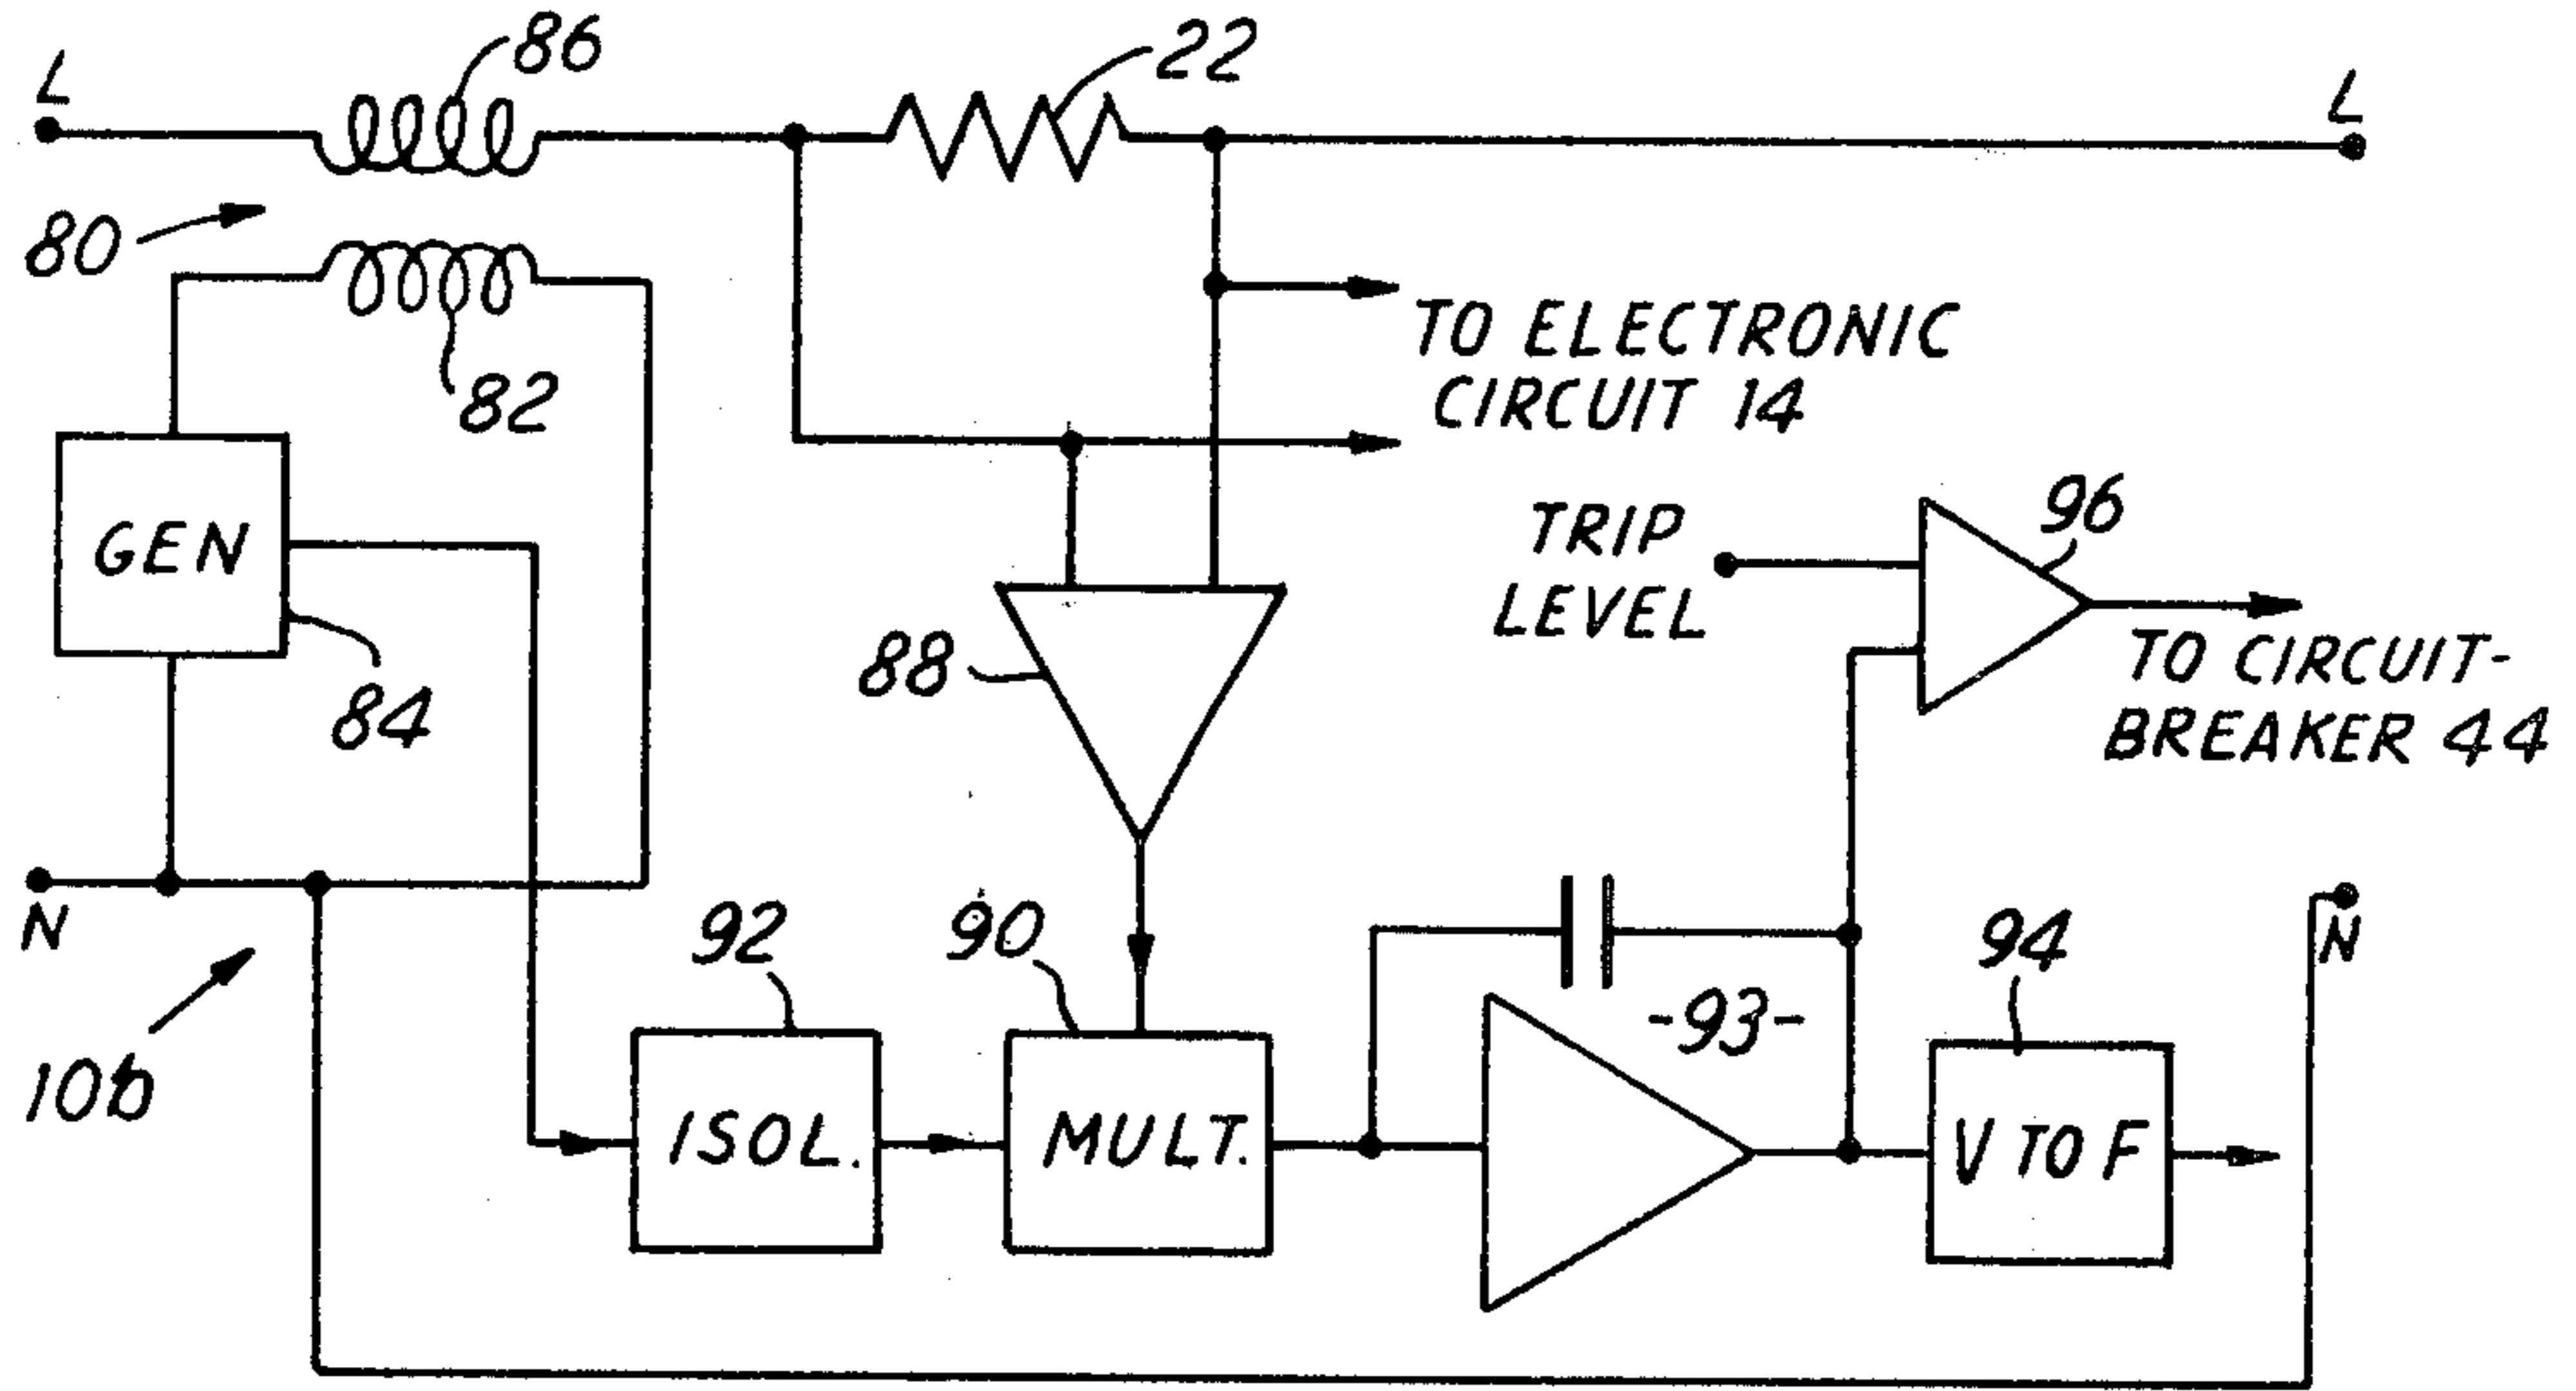 86
22
L
L
80
TO ELECTRONIC
CIRCUIT 14
82
96
TRIP
LEVEL
GEN
TO CIRCUIT-
BREAKER 44
88
84
N
92
90
94
N
-93-
10b
ISOL.
MULT.
V TO F